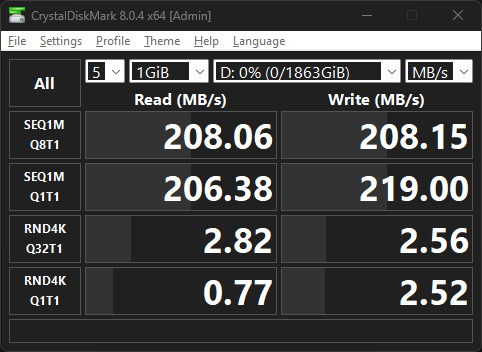 CrystalDiskMark 8.0.4 x64 [Admin]
File Settings Profile Theme Help Language
All 5 1GiB D: 0% (0/1863GiB) MB/s
Read (MB/s) Write (MB/s)
SEQ1M
Q8T1 208.06 208.15
SEQ1M
Q1T1 206.38 219.00
RND4K
Q32T1 2.82 2.56
RND4K
Q1T1 0.77 2.52